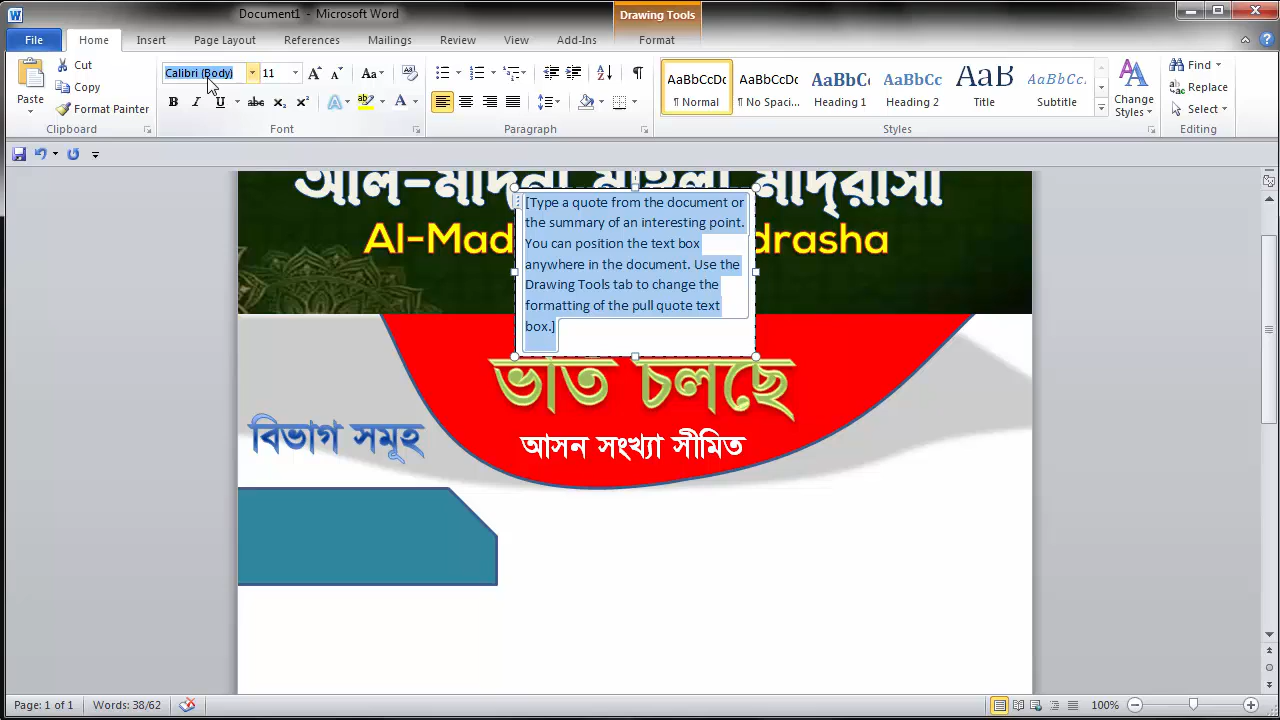 Document1 - Microsoft Word
Drawing Tools
File
Home
Insert
Page Layout
References
Mailings
Review
View
Add-Ins
Format
Paste
Cut
Copy
Format Painter
Clipboard
Calibri (Body)
11
Font
Paragraph
AaBbCcDc
¶ Normal
AaBbCcDc
¶ No Spaci...
AaBbCc
Heading 1
AaBbCc
Heading 2
AaB
Title
AaBbCc.
Subtitle
Styles
Change
Styles
Find
Replace
Select
Editing
আল-মাদানী মহিলা মাদ্রাসা
Al-Mad
drasha
[Type a quote from the document or
the summary of an interesting point.
You can position the text box
anywhere in the document. Use the
Drawing Tools tab to change the
formatting of the pull quote text
box.]
চলছে
আসন সংখ্যা সীমিত
বিভাগ সমূহ
Page: 1 of 1
Words: 38/62
100%